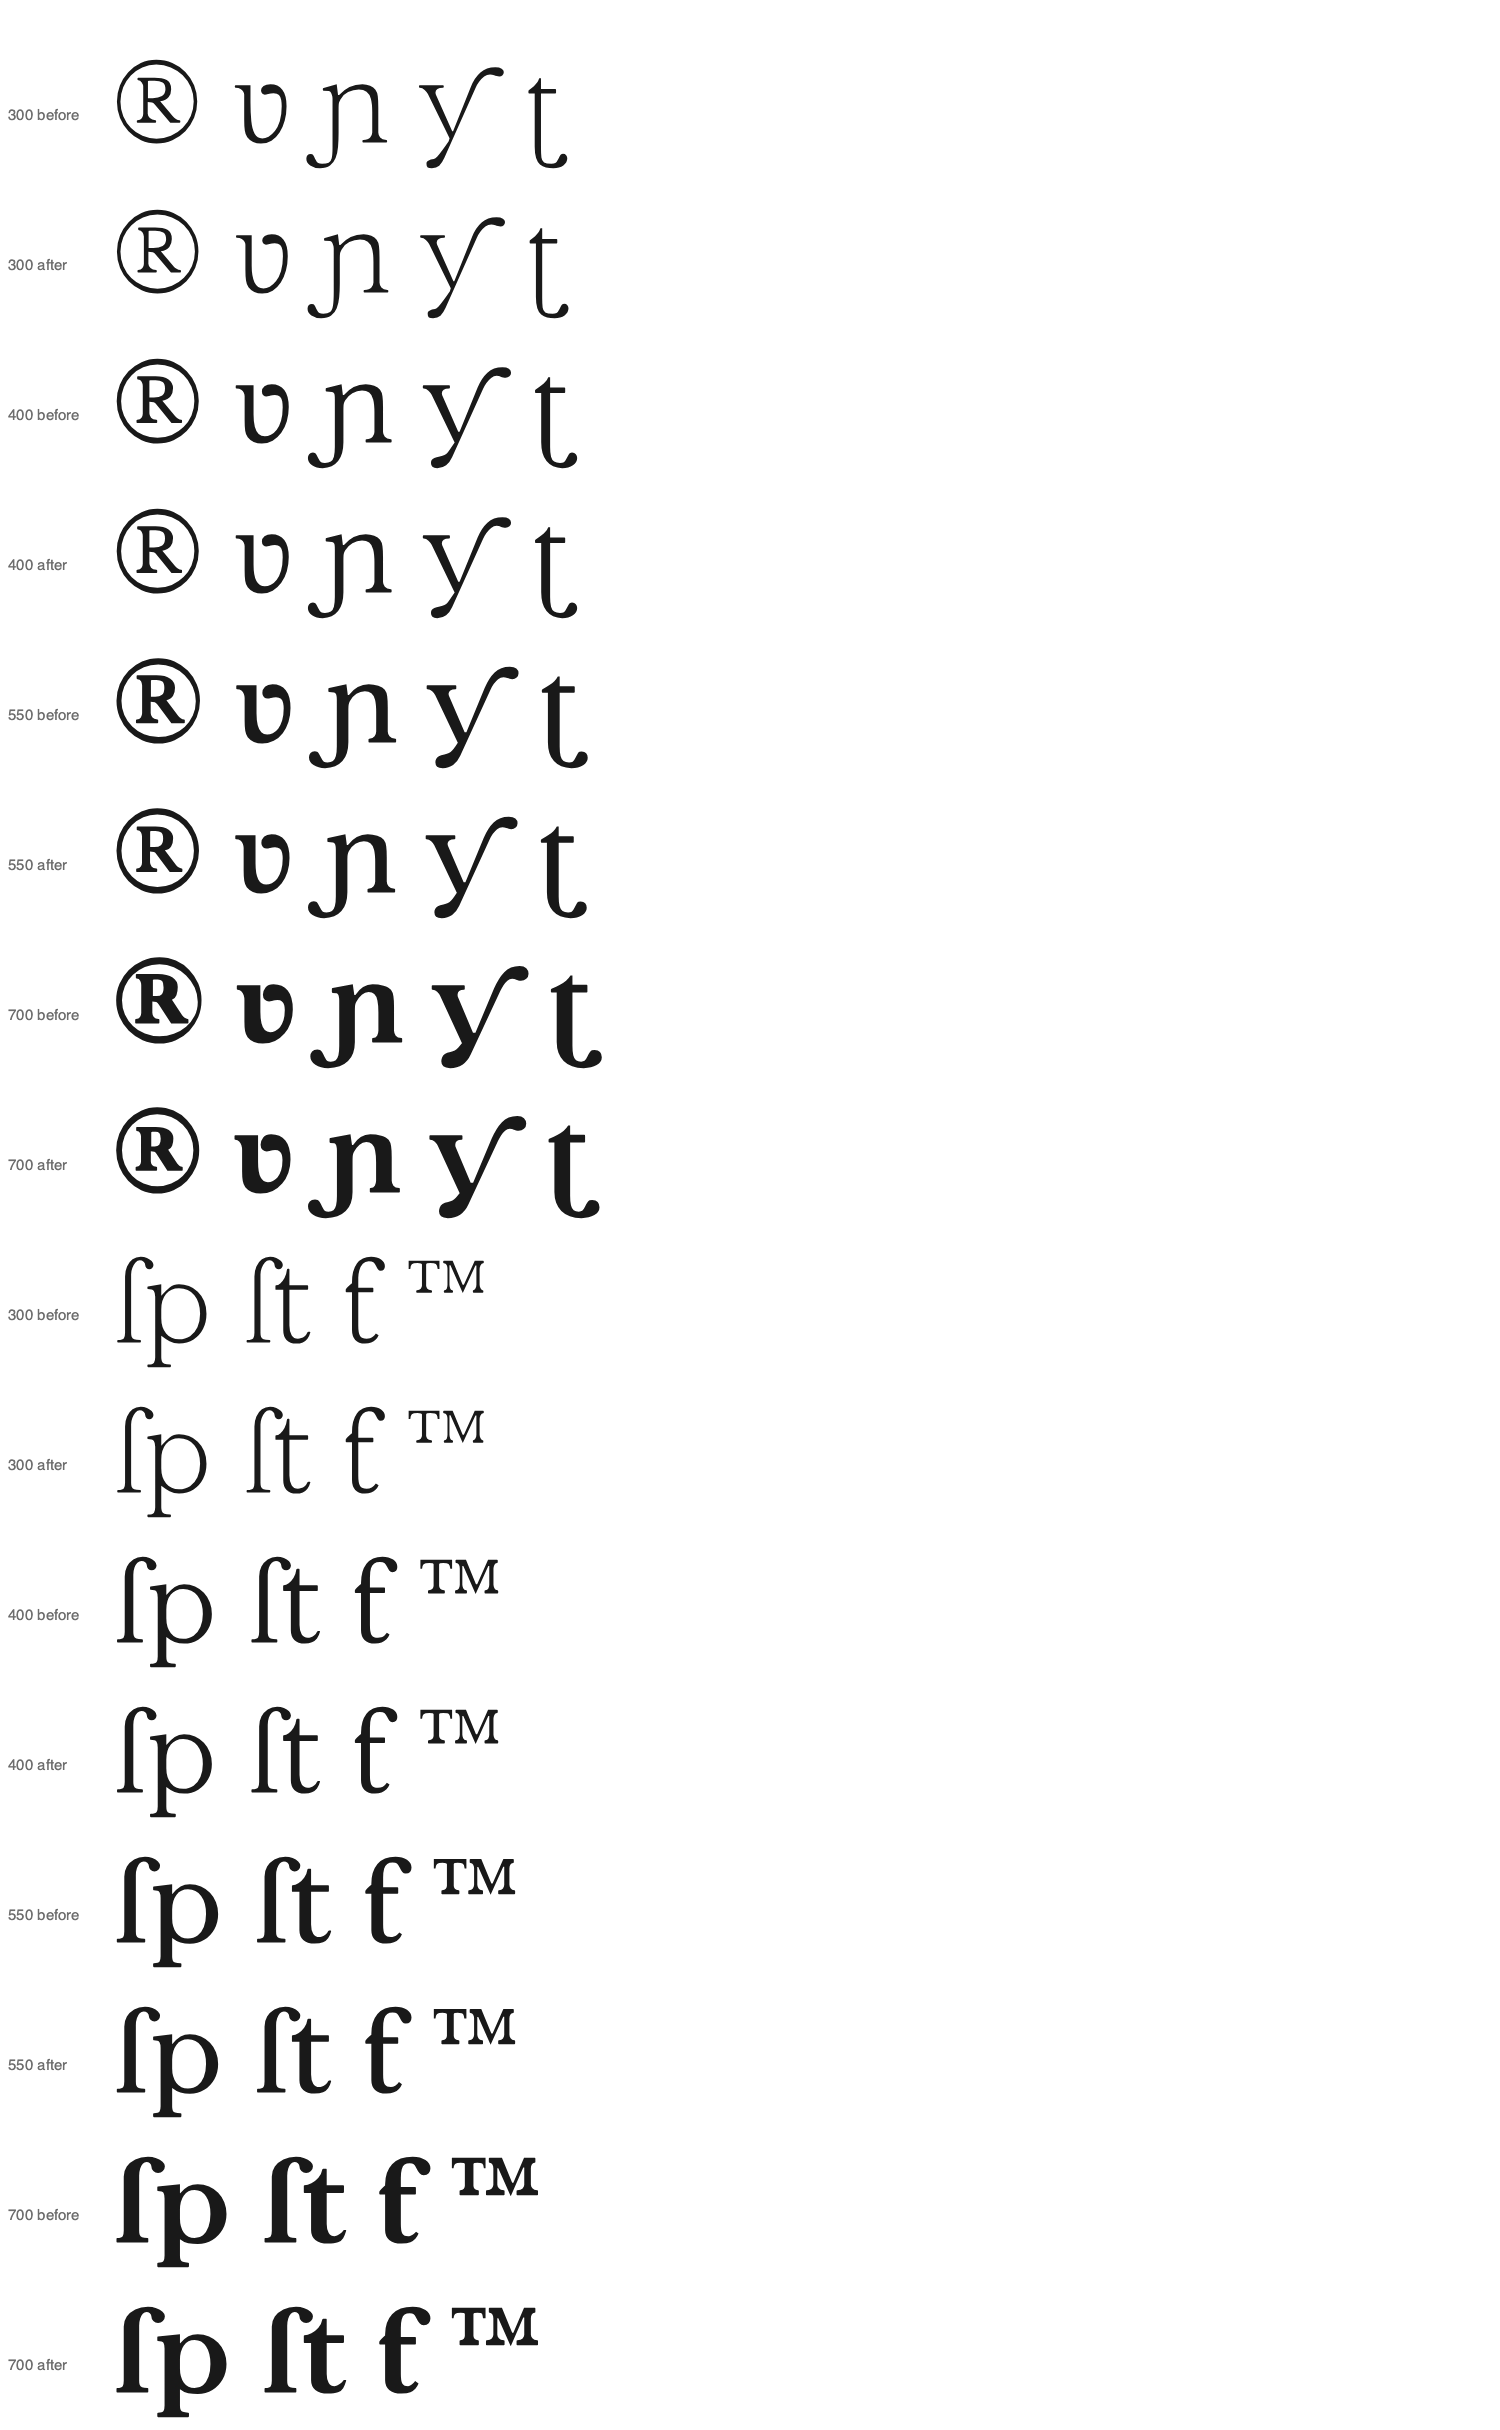 300 before ® ʋ ɲ ƴ ʈ
300 after ® ʋ ɲ ƴ ʈ
400 before ® ʋ ɲ ƴ ʈ
400 after ® ʋ ɲ ƴ ʈ
550 before ® ʋ ɲ ƴ ʈ
550 after ® ʋ ɲ ƴ ʈ
700 before ® ʋ ɲ ƴ ʈ
700 after ® ʋ ɲ ƴ ʈ
300 before ſp ſt ƭ ™
300 after ſp ſt ƭ ™
400 before ſp ſt ƭ ™
400 after ſp ſt ƭ ™
550 before ſp ſt ƭ ™
550 after ſp ſt ƭ ™
700 before ſp ſt ƭ ™
700 after ſp ſt ƭ ™